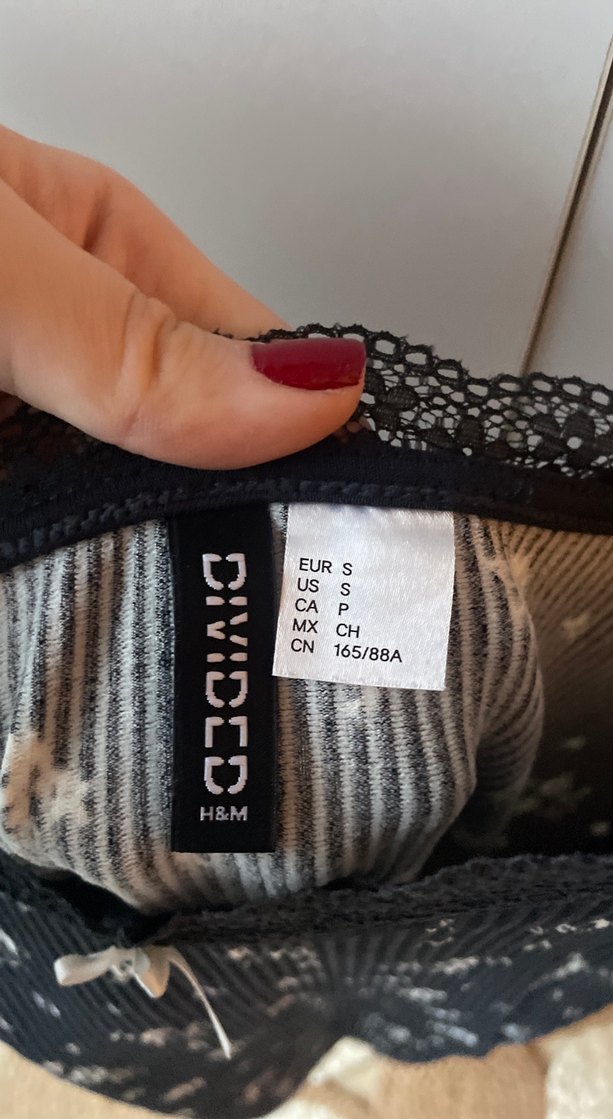 DIVIDED
H&M
EUR S
US S
CA P
MX CH
CN 165/88A